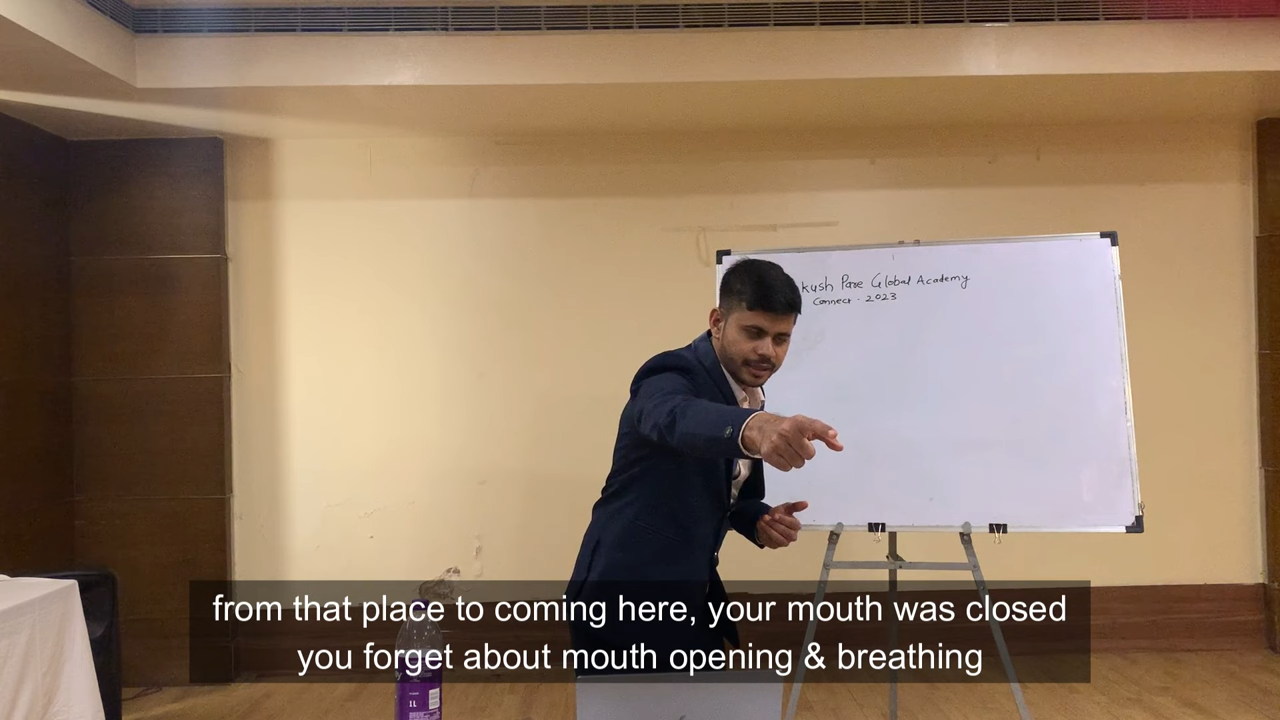 kush Pare Global Academy
Connect - 2023
from that place to coming here, your mouth was closed
you forget about mouth opening & breathing
1L